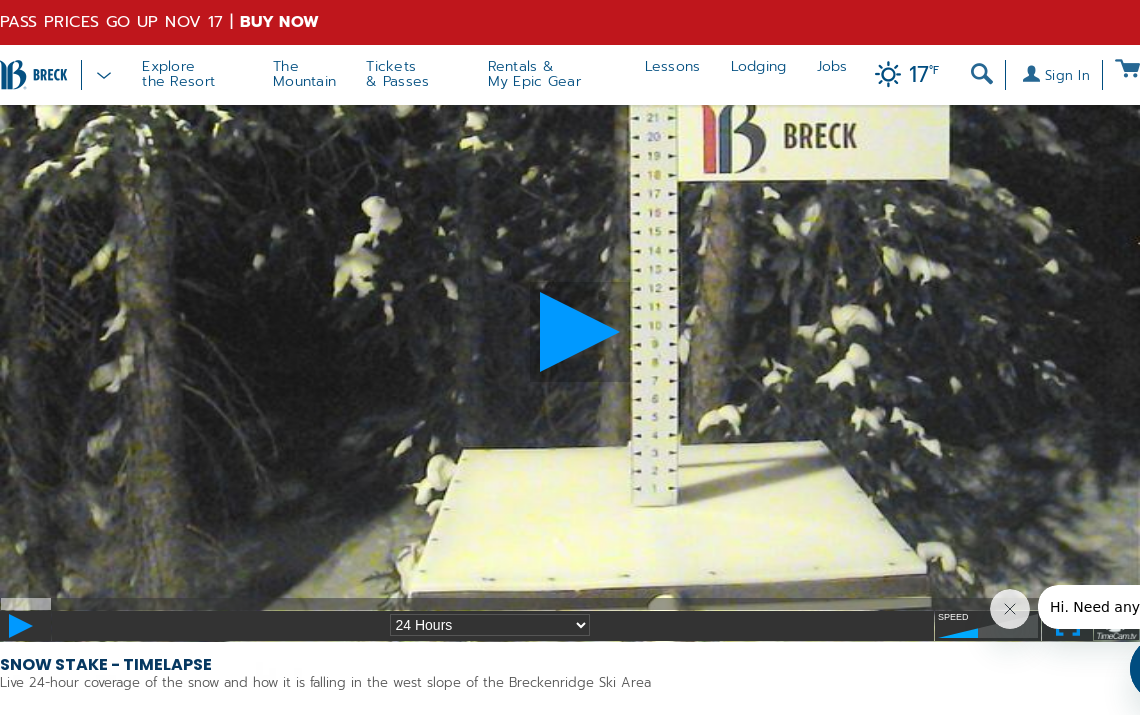 PASS PRICES GO UP NOV 17 | BUY NOW
BRECK
Explore
the Resort
The
Mountain
Tickets
& Passes
Rentals &
My Epic Gear
Lessons
Lodging
Jobs
17°F
Sign In
BRECK
21
20
19
18
17
16
15
14
13
12
11
10
9
8
7
6
5
4
3
2
1
24 Hours
SPEED
Hi. Need any
TimeCam.tv
SNOW STAKE - TIMELAPSE
Live 24-hour coverage of the snow and how it is falling in the west slope of the Breckenridge Ski Area